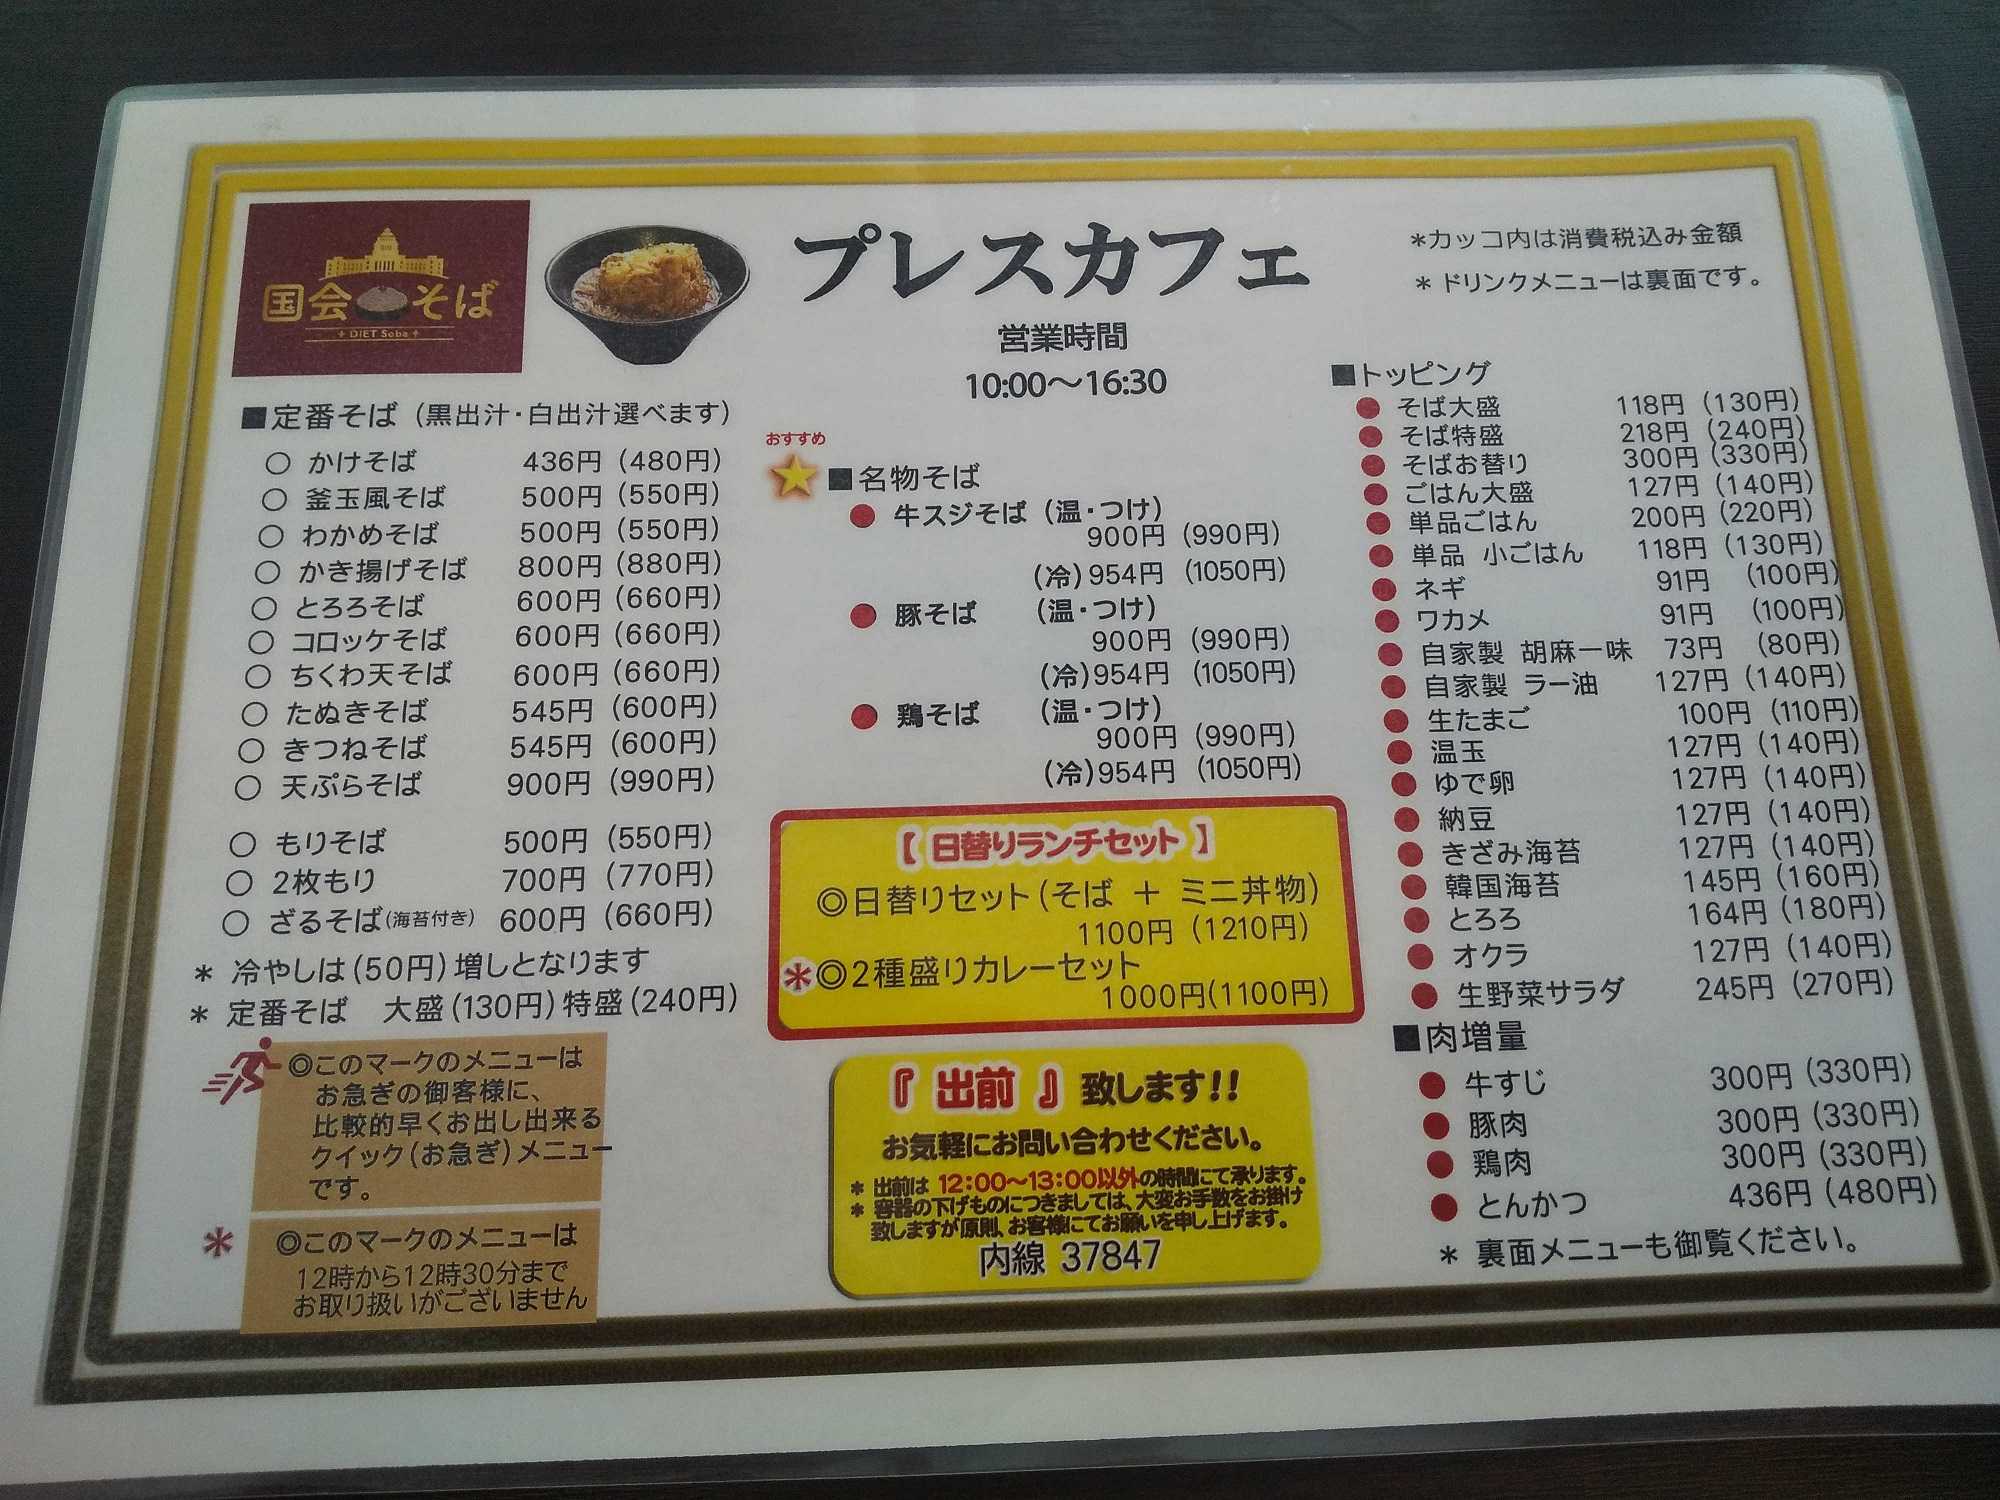 国会そば
DIET Soba
プレスカフェ
営業時間
10:00～16:30
*カッコ内は消費税込み金額
* ドリンクメニューは裏面です。
■定番そば（黒出汁・白出汁選べます）
○ かけそば 436円（480円）
○ 釜玉風そば 500円（550円）
○ わかめそば 500円（550円）
○ かき揚げそば 800円（880円）
○ とろろそば 600円（660円）
○ コロッケそば 600円（660円）
○ ちくわ天そば 600円（660円）
○ たぬきそば 545円（600円）
○ きつねそば 545円（600円）
○ 天ぷらそば 900円（990円）
○ もりそば 500円（550円）
○ 2枚もり 700円（770円）
○ ざるそば(海苔付き) 600円（660円）
* 冷やしは(50円)増しとなります
* 定番そば 大盛(130円)特盛(240円)
◎このマークのメニューは
お急ぎの御客様に、
比較的早くお出し出来る
クイック(お急ぎ)メニュー
です。
* ◎このマークのメニューは
12時から12時30分まで
お取り扱いがございません
おすすめ
■名物そば
● 牛スジそば（温・つけ）
900円（990円）
(冷)954円（1050円）
● 豚そば （温・つけ）
900円（990円）
(冷)954円（1050円）
● 鶏そば （温・つけ）
900円（990円）
(冷)954円（1050円）
【 日替りランチセット 】
◎日替りセット(そば ＋ ミニ丼物)
1100円（1210円）
*◎2種盛りカレーセット
1000円(1100円)
『 出前 』致します!!
お気軽にお問い合わせください。
* 出前は 12:00～13:00以外の時間にて承ります。
* 容器の下げものにつきましては、大変お手数をお掛け
致しますが原則、お客様にてお願いを申し上げます。
内線 37847
■トッピング
● そば大盛 118円（130円）
● そば特盛 218円（240円）
● そばお替り 300円（330円）
● ごはん大盛 127円（140円）
● 単品ごはん 200円（220円）
● 単品 小ごはん 118円（130円）
● ネギ 91円（100円）
● ワカメ 91円（100円）
● 自家製 胡麻一味 73円（80円）
● 自家製 ラー油 127円（140円）
● 生たまご 100円（110円）
● 温玉 127円（140円）
● ゆで卵 127円（140円）
● 納豆 127円（140円）
● きざみ海苔 127円（140円）
● 韓国海苔 145円（160円）
● とろろ 164円（180円）
● オクラ 127円（140円）
● 生野菜サラダ 245円（270円）
■肉増量
● 牛すじ 300円（330円）
● 豚肉 300円（330円）
● 鶏肉 300円（330円）
● とんかつ 436円（480円）
* 裏面メニューも御覧ください。